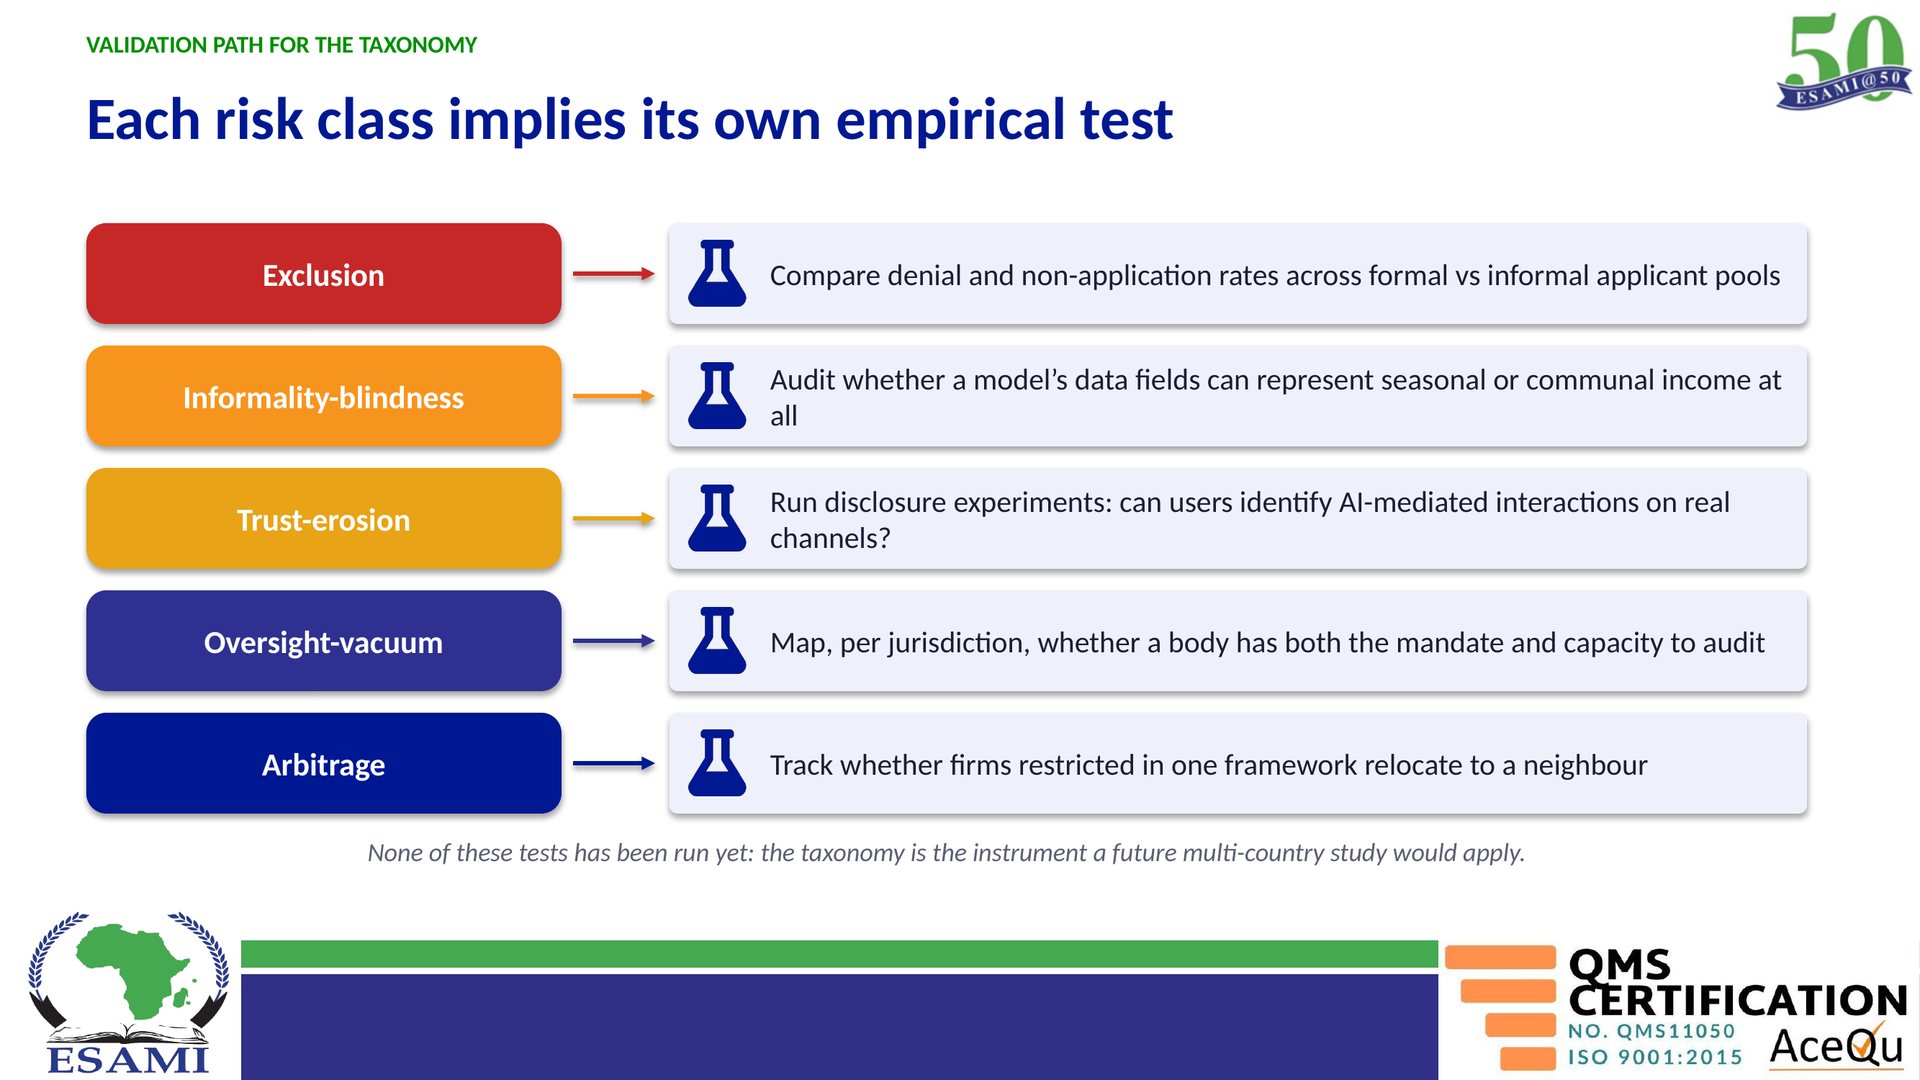 VALIDATION PATH FOR THE TAXONOMY
50
ESAMI@50
Each risk class implies its own empirical test
Exclusion
Compare denial and non-application rates across formal vs informal applicant pools
Informality-blindness
Audit whether a model’s data fields can represent seasonal or communal income at
all
Trust-erosion
Run disclosure experiments: can users identify AI-mediated interactions on real
channels?
Oversight-vacuum
Map, per jurisdiction, whether a body has both the mandate and capacity to audit
Arbitrage
Track whether firms restricted in one framework relocate to a neighbour
None of these tests has been run yet: the taxonomy is the instrument a future multi-country study would apply.
ESAMI
QMS
CERTIFICATION
NO. QMS11050
ISO 9001:2015
AceQu